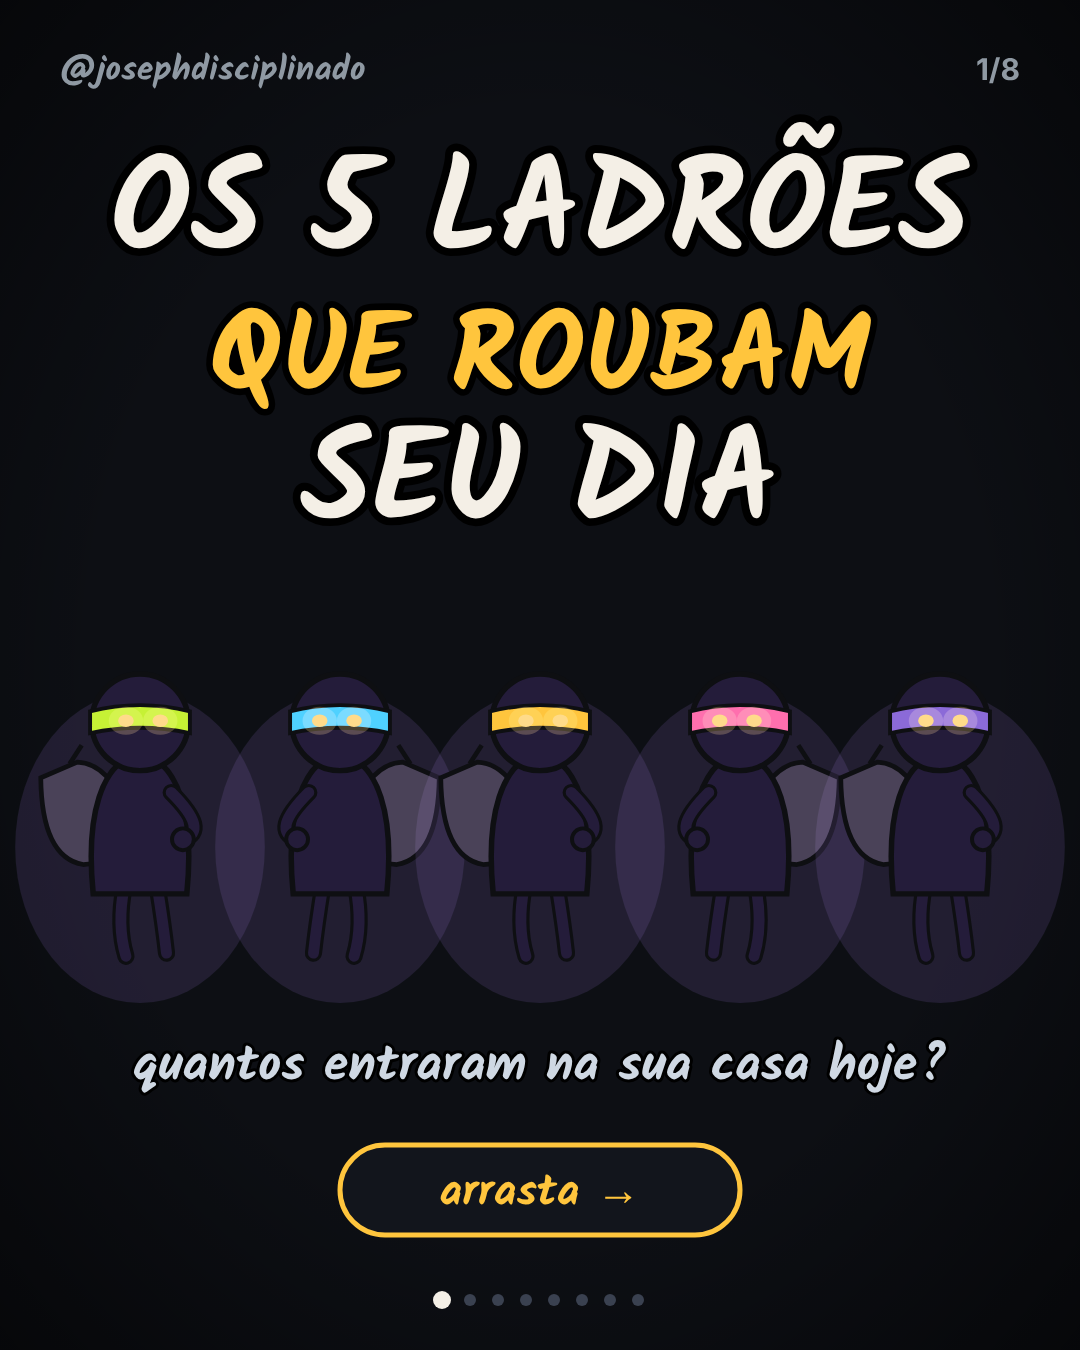 @josephdisciplinado
1/8
OS 5 LADRÕES
QUE ROUBAM
SEU DIA
quantos entraram na sua casa hoje?
arrasta →